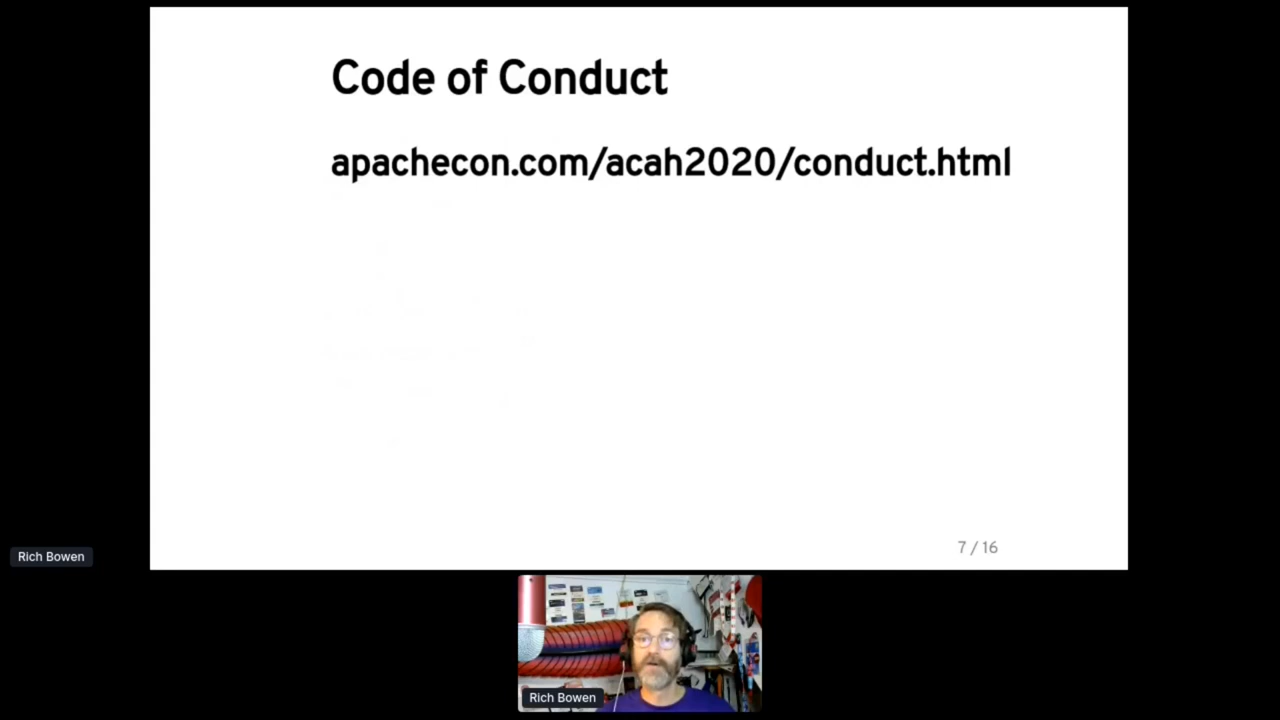 Code of Conduct
apachecon.com/acah2020/conduct.html
7 / 16
Rich Bowen
Rich Bowen